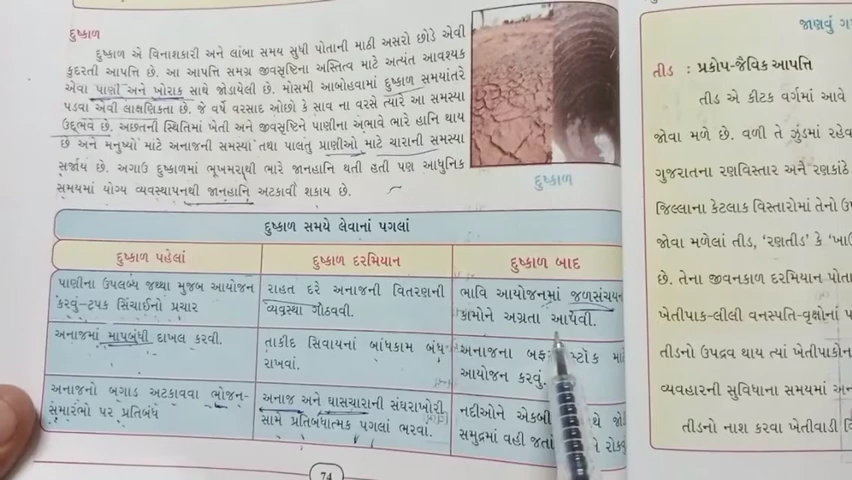 દુષ્કાળ
દુષ્કાળ એ વિનાશકારી અને લાંબા સમય સુધી પોતાની માઠી અસરો છોડે એવી
કુદરતી આપત્તિ છે. આ આપત્તિ સમગ્ર જીવસૃષ્ટિના અસ્તિત્વ માટે અત્યંત આવશ્યક
એવા પાણી અને ખોરાક સાથે જોડાયેલી છે. મોસમી આબોહવામાં દુષ્કાળ સમયાંતરે
પડવા એવી લાક્ષણિકતા છે. જે વર્ષે વરસાદ ઓછો કે સાવ ના વરસે ત્યારે આ સમસ્યા
ઉદ્ભવે છે. અછતની સ્થિતિમાં ખેતી અને જીવસૃષ્ટિને પાણીના અભાવે ભારે હાનિ થાય
છે અને મનુષ્યો માટે અનાજની સમસ્યા તથા પાલતું પ્રાણીઓ માટે ચારાની સમસ્યા
સર્જાય છે. અગાઉ દુષ્કાળમાં ભૂખમરાથી ભારે જાનહાનિ થતી હતી પણ આધુનિક
સમયમાં યોગ્ય વ્યવસ્થાપનથી જાનહાનિ અટકાવી શકાય છે.
દુષ્કાળ
દુષ્કાળ સમયે લેવાનાં પગલાં
દુષ્કાળ પહેલાં દુષ્કાળ દરમિયાન દુષ્કાળ બાદ
પાણીના ઉપલબ્ધ જથ્થા મુજબ આયોજન
કરવું-ટપક સિંચાઈનો પ્રચાર
રાહત દરે અનાજની વિતરણની
વ્યવસ્થા ગોઠવવી.
ભાવિ આયોજનમાં જળસંચયન
કામોને અગ્રતા આપવી.
અનાજમાં માપબંધી દાખલ કરવી.
તાકીદ સિવાયનાં બાંધકામ બંધ
રાખવાં.
અનાજના બફર સ્ટૉક
આયોજન કરવું.
અનાજનો બગાડ અટકાવવા ભોજન-
સમારંભો પર પ્રતિબંધ
અનાજ અને ઘાસચારાની સંઘરાખોરી
સામે પ્રતિબંધાત્મક પગલાં ભરવા.
નદીઓને
સમુદ્રમાં વહી જતાં
74
જાણવું
તીડ : પ્રકોપ-જૈવિક આપત્તિ
તીડ એ કીટક વર્ગમાં આવે
જોવા મળે છે. વળી તે ઝુંડમાં
ગુજરાતના રણવિસ્તાર અને રણકાંઠે
જિલ્લાના કેટલાક વિસ્તારોમાં તેનો
જોવા મળેલાં તીડ, ‘રણતીડ’ કે
છે. તેના જીવનકાળ દરમિયાન
ખેતીપાક-લીલી વનસ્પતિ-વૃક્ષોનાં
તીડનો ઉપદ્રવ થાય ત્યાં ખેતીપાકોન
વ્યવહારની સુવિધાના સમયમાં
તીડનો નાશ કરવા ખેતીવાડી